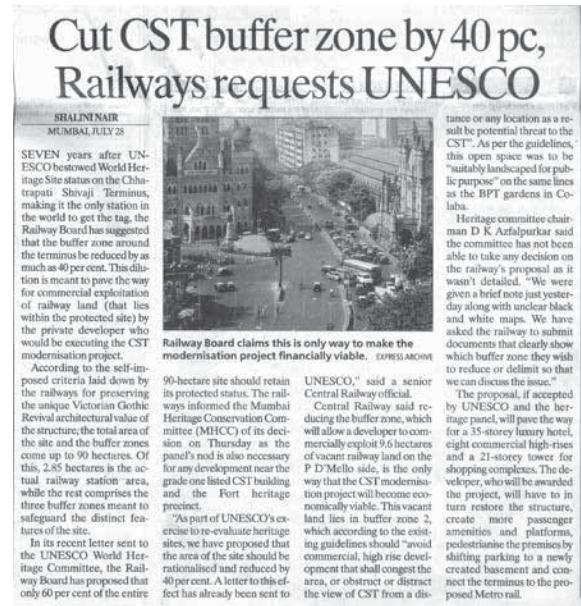 Cut CST buffer zone by 40 pc,
Railways requests UNESCO
SHALINI NAIR
MUMBAI, JULY 28
SEVEN years after UN-
ESCO bestowed World Her-
itage Site status on the Chha-
trapati Shivaji Terminus,
making it the only station in
the world to get the tag, the
Railway Board has suggested
that the buffer zone around
the terminus be reduced by as
much as 40 per cent. This dilu-
tion is meant to pave the way
for commercial exploitation
of railway land (that lies
within the protected site) by
the private developer who
would be executing the CST
modernisation project.
According to the self-im-
posed criteria laid down by
the railways for preserving
the unique Victorian Gothic
Revival architectural value of
the structure, the total area of
the site and the buffer zones
come up to 90 hectares. Of
this, 2.85 hectares is the ac-
tual railway station area,
while the rest comprises the
three buffer zones meant to
safeguard the distinct fea-
tures of the site.
In its recent letter sent to
the UNESCO World Her-
itage Committee, the Rail-
way Board has proposed that
only 60 per cent of the entire
Railway Board claims this is only way to make the
modernisation project financially viable. EXPRESS ARCHIVE
90-hectare site should retain
its protected status. The rail-
ways informed the Mumbai
Heritage Conservation Com-
mittee (MHCC) of its deci-
sion on Thursday as the
panel's nod is also necessary
for any development near the
grade one listed CST building
and the Fort heritage
precinct.
"As part of UNESCO's ex-
ercise to re-evaluate heritage
sites, we have proposed that
the area of the site should be
rationalised and reduced by
40 per cent. A letter to this ef-
fect has already been sent to
UNESCO," said a senior
Central Railway official.
Central Railway said re-
ducing the buffer zone, which
will allow a developer to com-
mercially exploit 9.6 hectares
of vacant railway land on the
P D'Mello side, is the only
way that the CST modernisa-
tion project will become eco-
nomically viable. This vacant
land lies in buffer zone 2,
which according to the exist-
ing guidelines should "avoid
commercial, high rise devel-
opment that shall congest the
area, or obstruct or distract
the view of CST from a dis-
tance or any location as a re-
sult be potential threat to the
CST". As per the guidelines,
this open space was to be
"suitably landscaped for pub-
lic purpose" on the same lines
as the BPT gardens in Co-
laba.
Heritage committee chair-
man D K Afzalpurkar said
the committee has not been
able to take any decision on
the railway's proposal as it
wasn't detailed. "We were
given a brief note just yester-
day along with unclear black
and white maps. We have
asked the railway to submit
documents that clearly show
which buffer zone they wish
to reduce or delimit so that
we can discuss the issue."
The proposal, if accepted
by UNESCO and the her-
itage panel, will pave the way
for a 35-storey luxury hotel,
eight commercial high-rises
and a 21-storey tower for
shopping complexes. The de-
veloper, who will be awarded
the project, will have to in
turn restore the structure,
create more passenger
amenities and platforms,
pedestrianise the premises by
shifting parking to a newly
created basement and con-
nect the terminus to the pro-
posed Metro rail.